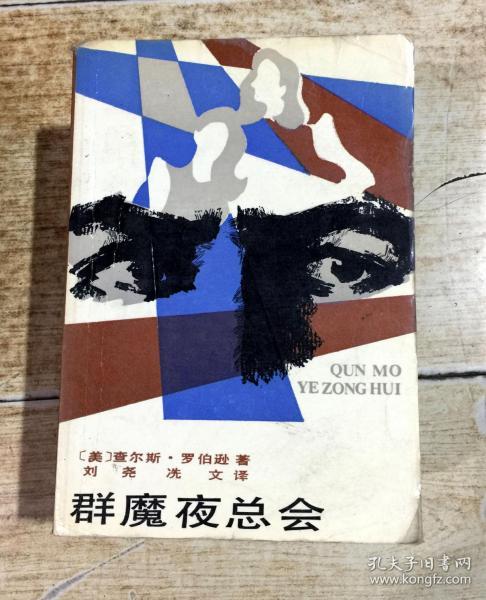 QUN MO
YE ZONG HUI
〔美〕查尔斯·罗伯逊 著
刘尧 冼文 译
群魔夜总会
孔夫子旧书网
www.kongfz.com